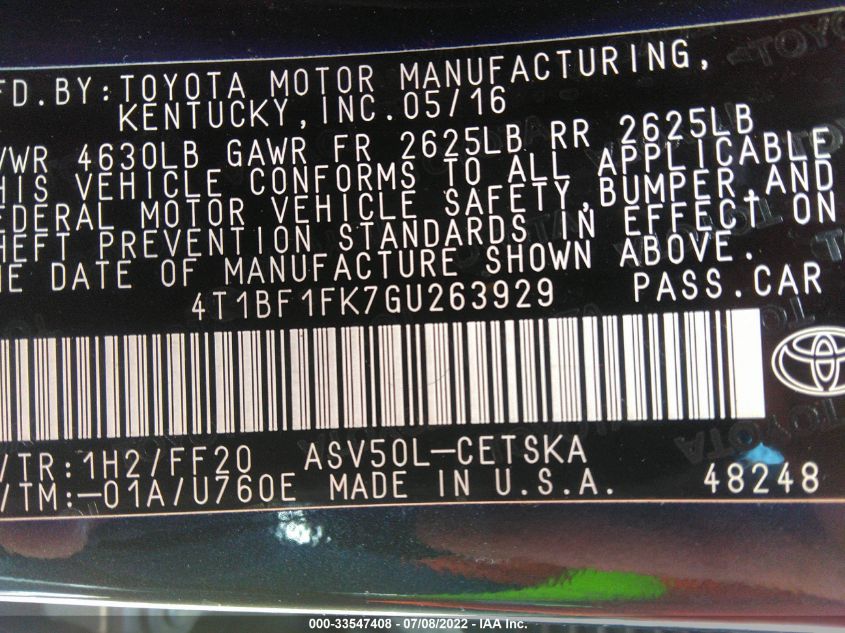 FD.BY:TOYOTA MOTOR MANUFACTURING,
KENTUCKY,INC.05/16
VWR 4630LB GAWR FR 2625LB RR 2625LB
HIS VEHICLE CONFORMS TO ALL APPLICABLE
EDERAL MOTOR VEHICLE SAFETY,BUMPER,AND
HEFT PREVENTION STANDARDS IN EFFECT ON
HE DATE OF MANUFACTURE SHOWN ABOVE.
4T1BF1FK7GU263929 PASS.CAR
/TR:1H2/FF20 ASV50L-CETSKA
/TM:-01A/U760E MADE IN U.S.A. 48248
000-33547408 - 07/08/2022 - IAA Inc.